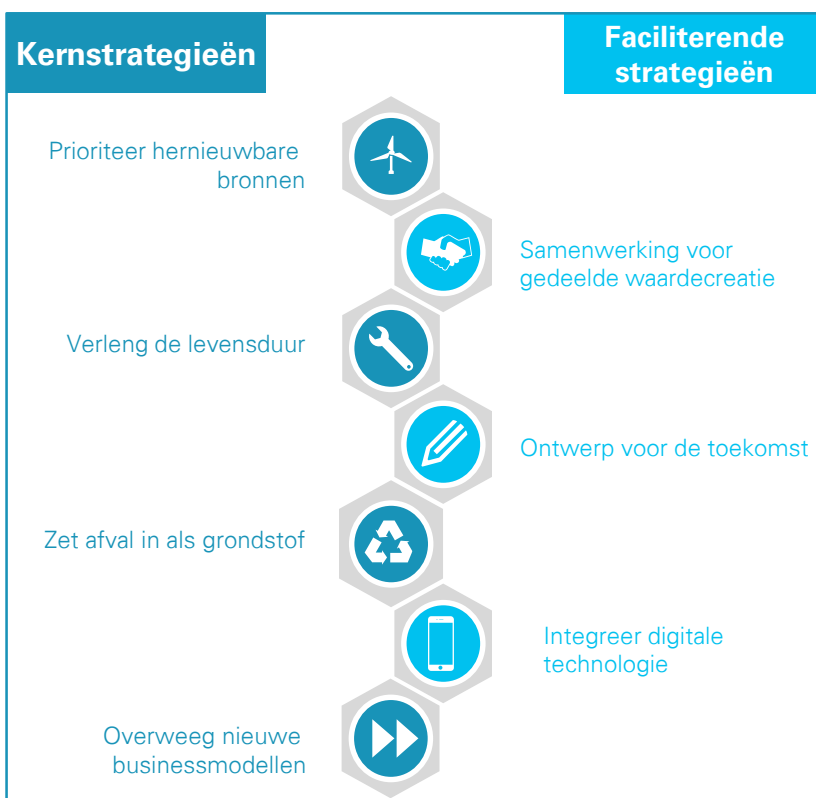 Kernstrategieën
Faciliterende
strategieën
Prioriteer hernieuwbare
bronnen
Samenwerking voor
gedeelde waardecreatie
Verleng de levensduur
Ontwerp voor de toekomst
Zet afval in als grondstof
Integreer digitale
technologie
Overweeg nieuwe
businessmodellen